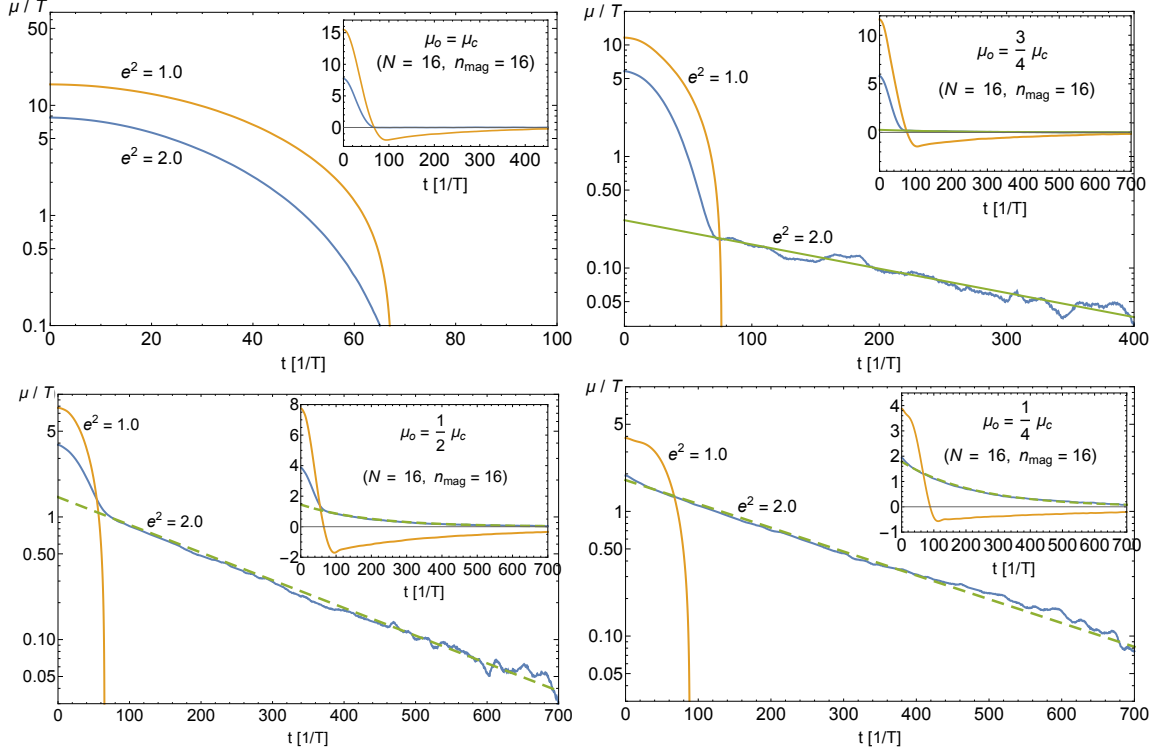 μ / T
50
10
5
1
0.5
0.1
0 20 40 60 80 100
t [1/T]
e² = 1.0
e² = 2.0
15
10
5
0
0 100 200 300 400
t [1/T]
μₒ = μ_c
(N = 16, n_mag = 16)
μ / T
10
5
1
0.50
0.10
0.05
0 100 200 300 400
t [1/T]
e² = 1.0
e² = 2.0
10
5
0
0 100 200 300 400 500 600 700
t [1/T]
μₒ = 3/4 μ_c
(N = 16, n_mag = 16)
μ / T
5
1
0.50
0.10
0.05
0 100 200 300 400 500 600 700
t [1/T]
e² = 1.0
e² = 2.0
8
6
4
2
0
−2
0 100 200 300 400 500 600 700
t [1/T]
μₒ = 1/2 μ_c
(N = 16, n_mag = 16)
μ / T
5
1
0.50
0.10
0.05
0 100 200 300 400 500 600 700
t [1/T]
e² = 1.0
e² = 2.0
4
3
2
1
0
−1
0 100 200 300 400 500 600 700
t [1/T]
μₒ = 1/4 μ_c
(N = 16, n_mag = 16)